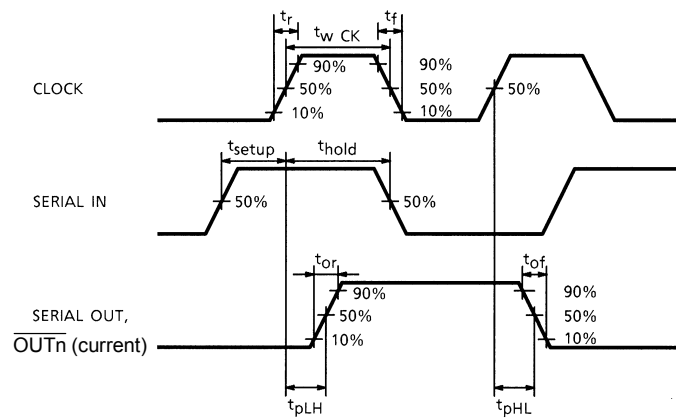 tr
tw CK
tf
90%
50%
10%
90%
50%
10%
50%
CLOCK
tsetup
thold
50%
50%
SERIAL IN
tor
tof
90%
50%
10%
90%
50%
10%
SERIAL OUT,
OUTn (current)
tpLH
tpHL